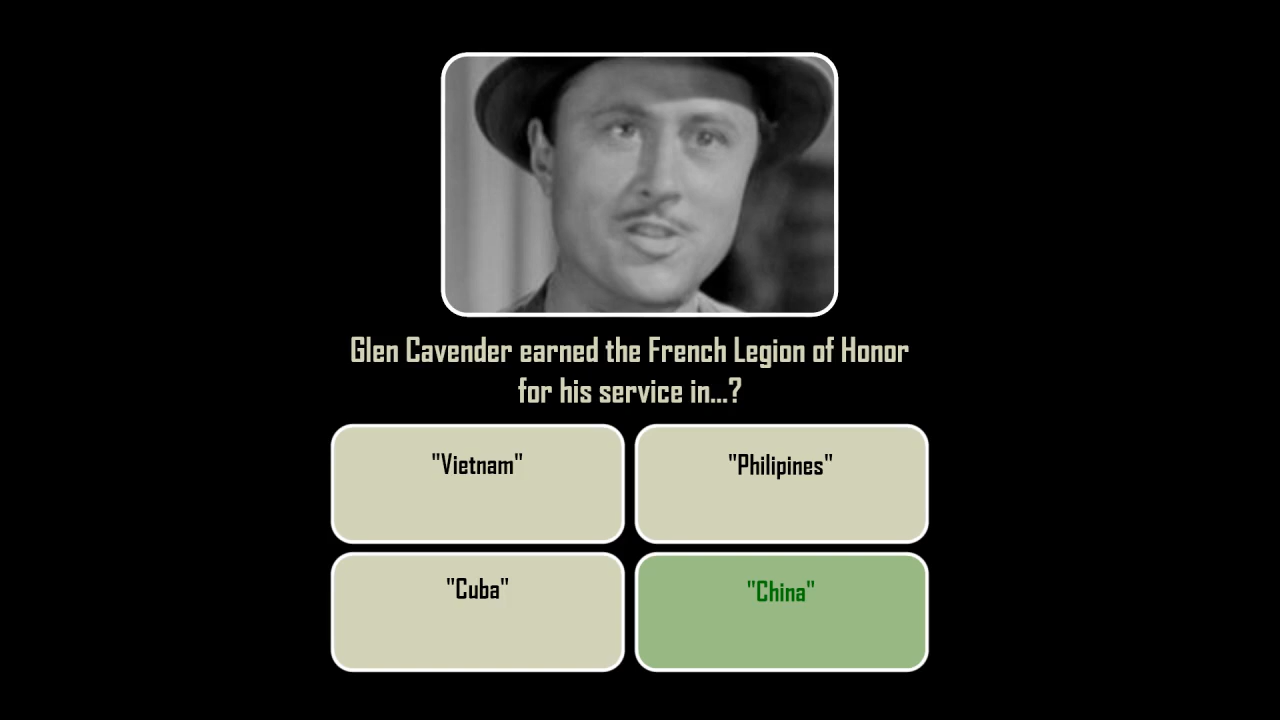 Glen Cavender earned the French Legion of Honor
for his service in...?
"Vietnam"
"Philipines"
"Cuba"
"China"